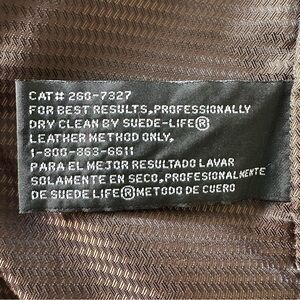 CAT# 260-7327
FOR BEST RESULTS,PROFESSIONALLY
DRY CLEAN BY SUEDE-LIFE®
LEATHER METHOD ONLY,
1-800-863-6611
PARA EL MEJOR RESULTADO LAVAR
SOLAMENTE EN SECO,PROFESIONALMENTE
DE SUEDE LIFE®METODO DE CUERO